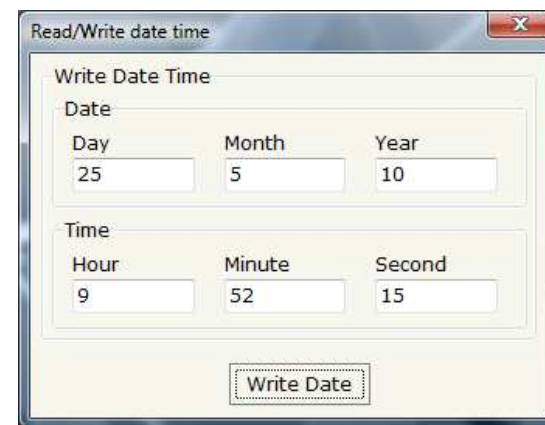 Read/Write date time
Write Date Time
Date
Day Month Year
25 5 10
Time
Hour Minute Second
9 52 15
Write Date